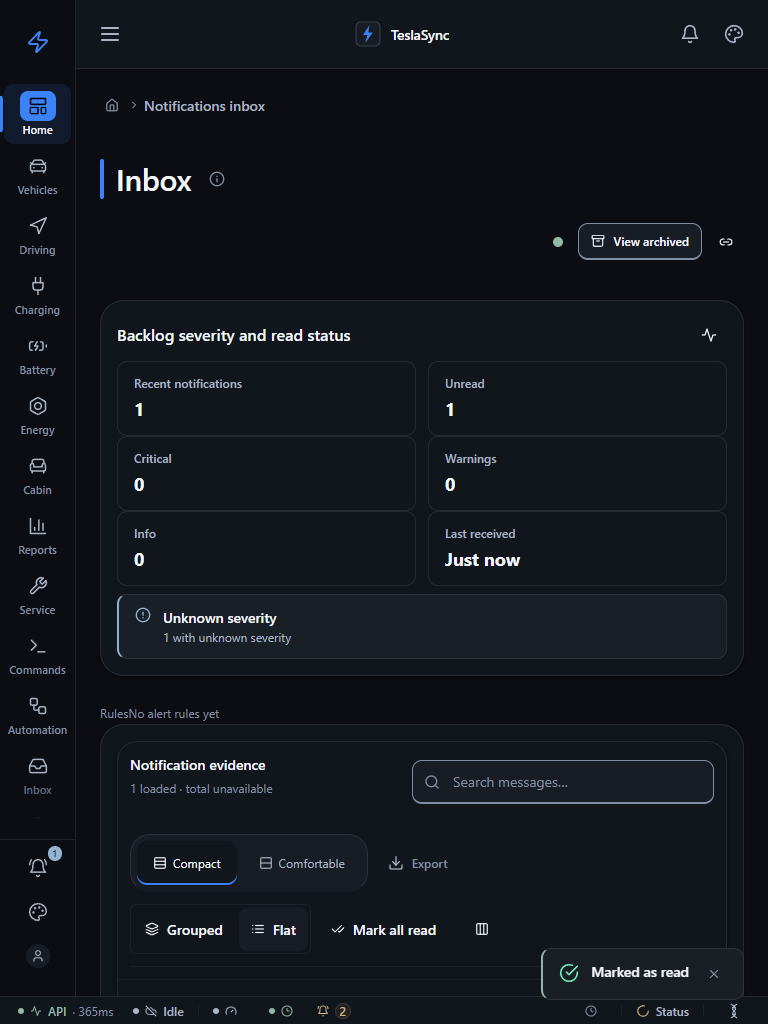 TeslaSync
Notifications inbox
Home
Vehicles
Driving
Charging
Battery
Energy
Cabin
Reports
Service
Commands
Automation
Inbox
1
Inbox
View archived
Backlog severity and read status
Recent notifications
1
Unread
1
Critical
0
Warnings
0
Info
0
Last received
Just now
Unknown severity
1 with unknown severity
RulesNo alert rules yet
Notification evidence
1 loaded · total unavailable
Search messages...
Compact
Comfortable
Export
Grouped
Flat
Mark all read
Marked as read
API · 365ms
Idle
2
Status